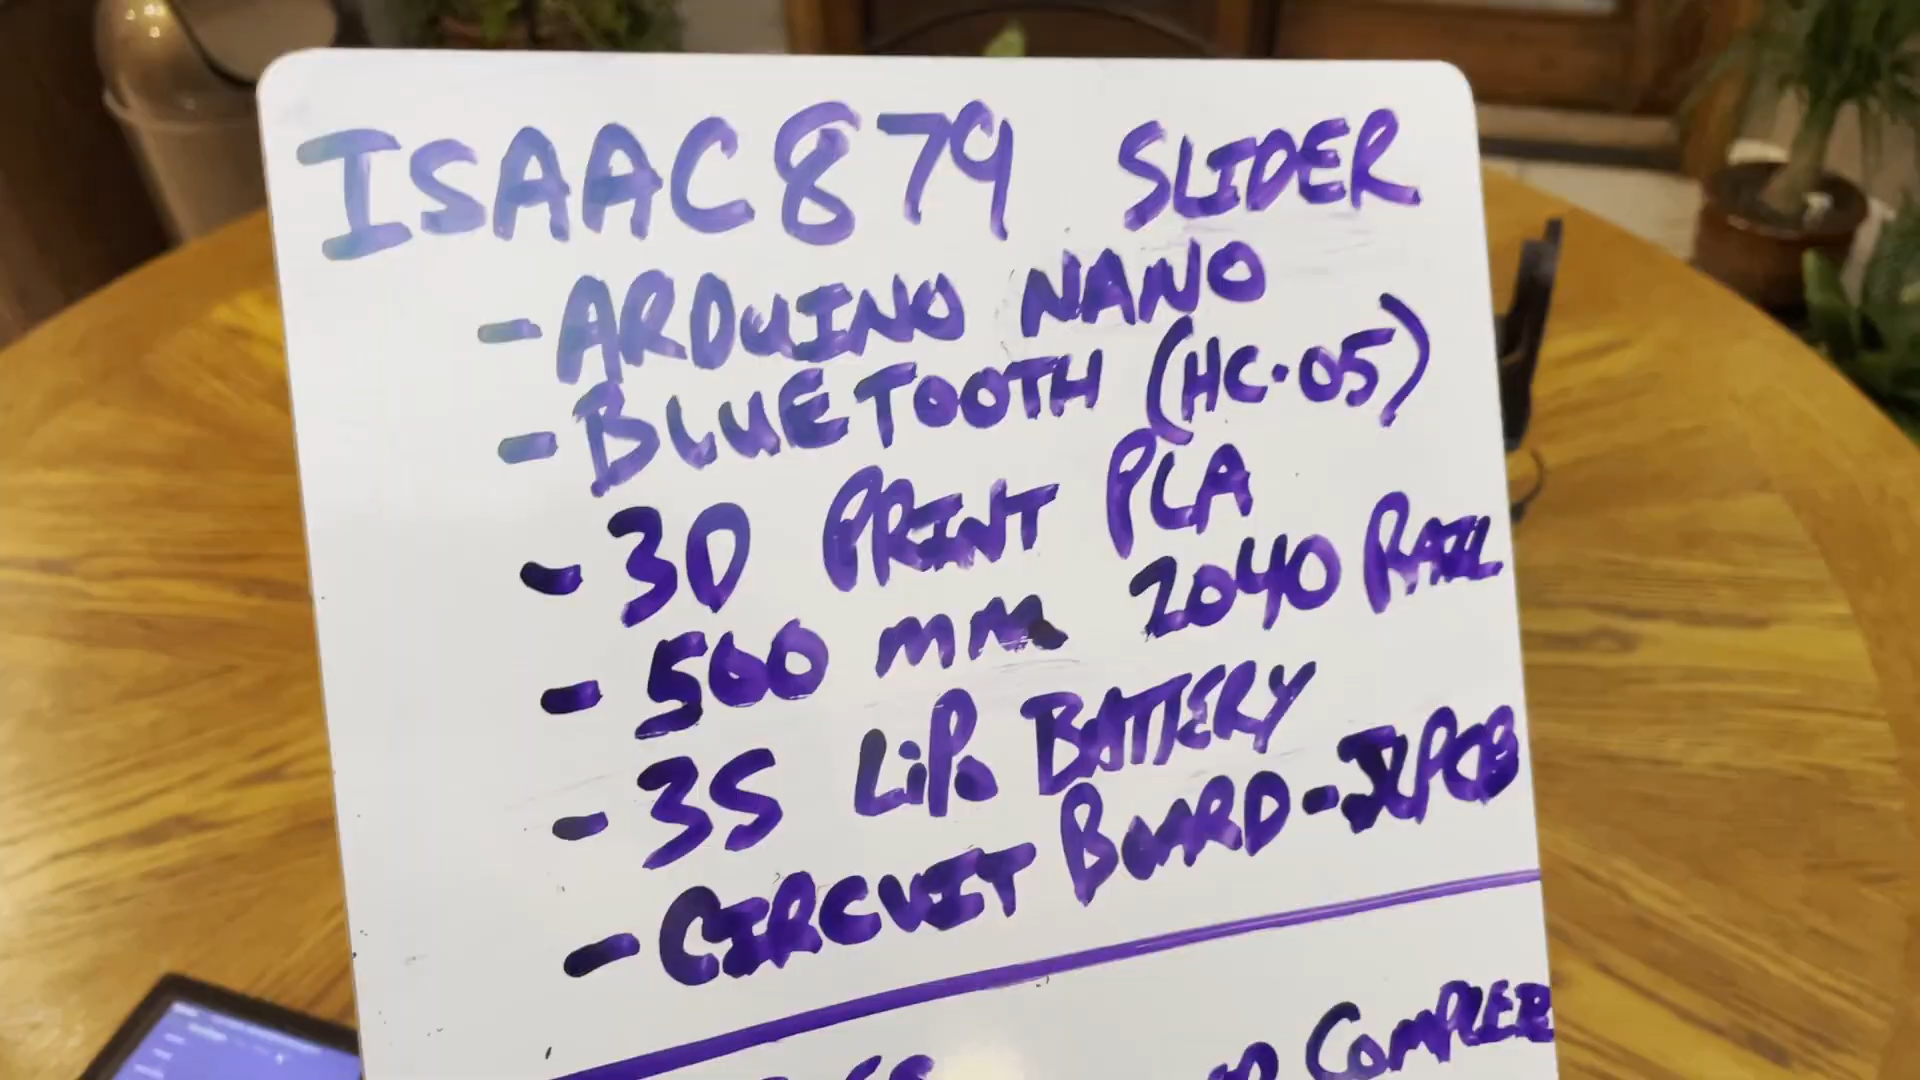 ISAAC879 SLIDER
- ARDUINO NANO
- BLUETOOTH (HC-05)
- 3D PRINT PLA
- 500 mm 2040 RAIL
- 3S LiPo BATTERY
- CIRCUIT BOARD - JLPCB